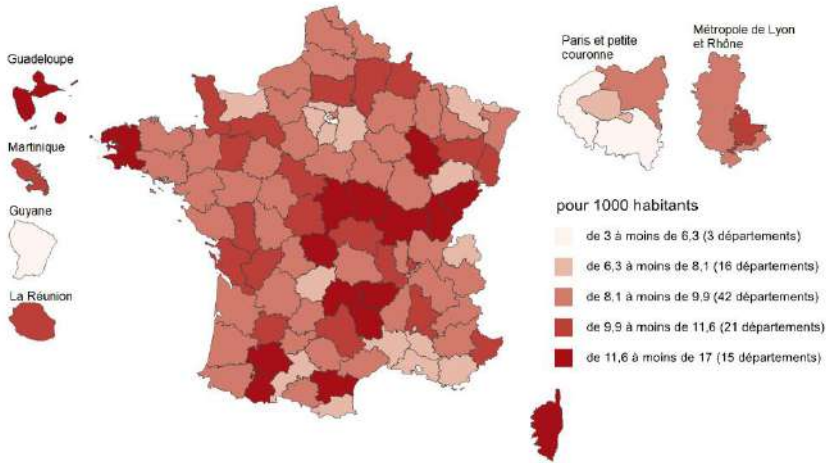 Guadeloupe
Martinique
Guyane
La Réunion
Paris et petite
couronne
Métropole de Lyon
et Rhône
pour 1000 habitants
de 3 à moins de 6,3 (3 départements)
de 6,3 à moins de 8,1 (16 départements)
de 8,1 à moins de 9,9 (42 départements)
de 9,9 à moins de 11,6 (21 départements)
de 11,6 à moins de 17 (15 départements)